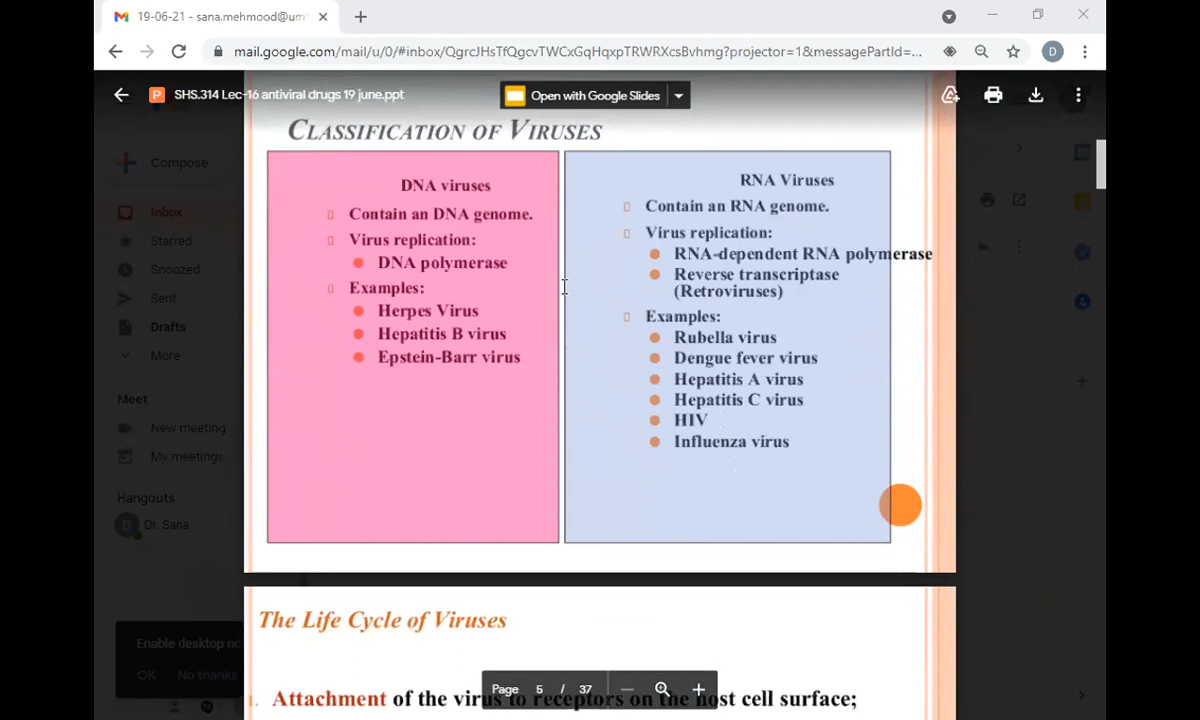 19-06-21 - sana.mehmood@um
mail.google.com/mail/u/0/#inbox/QgrcJHsTfQgcvTWCxGqHqxpTRWRXcsBvhmg?projector=1&messagePartId=...
D
P SHS.314 Lec-16 antiviral drugs 19 june.ppt
Open with Google Slides
CLASSIFICATION OF VIRUSES
Compose
Inbox
Starred
Snoozed
Sent
Drafts
More
Meet
New meeting
My meetings
Hangouts
D Dr. Sana
Enable desktop no
OK No thanks
DNA viruses
Contain an DNA genome.
Virus replication:
DNA polymerase
Examples:
Herpes Virus
Hepatitis B virus
Epstein-Barr virus
RNA Viruses
Contain an RNA genome.
Virus replication:
RNA-dependent RNA polymerase
Reverse transcriptase
(Retroviruses)
Examples:
Rubella virus
Dengue fever virus
Hepatitis A virus
Hepatitis C virus
HIV
Influenza virus
The Life Cycle of Viruses
Attachment of the virus to receptors on the host cell surface;
Page 5 / 37